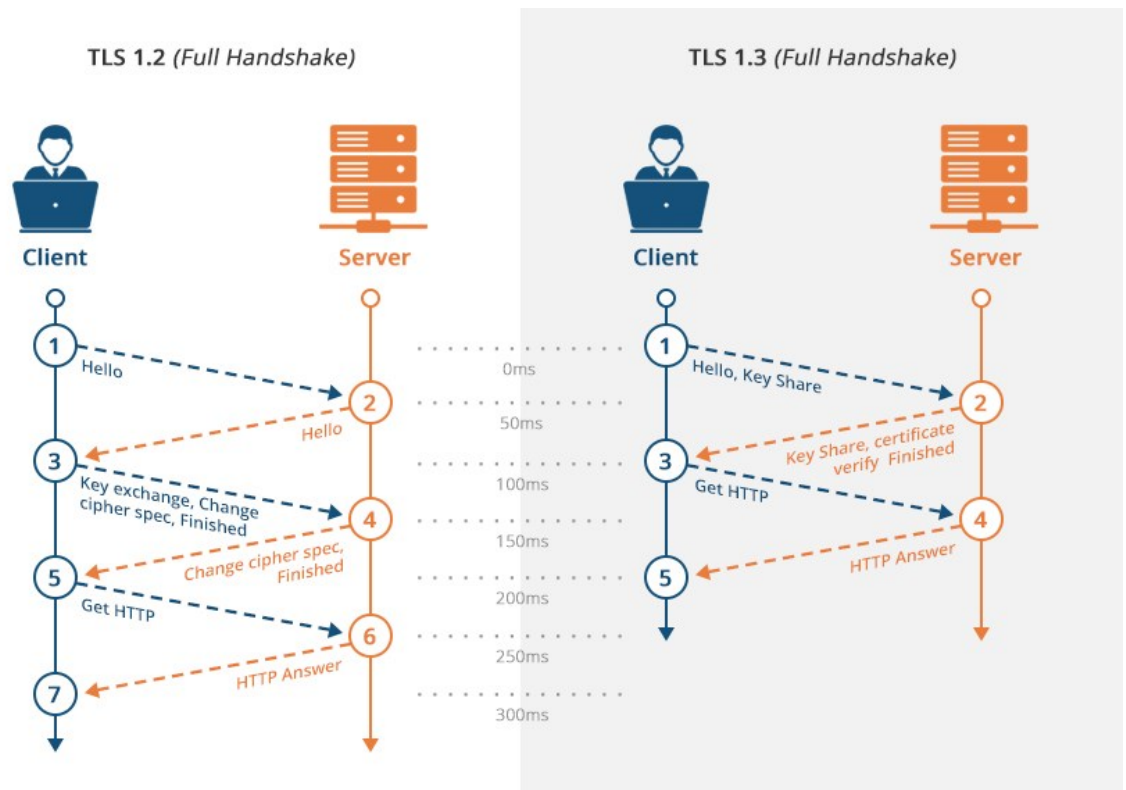 TLS 1.2 (Full Handshake)
Client
Server
1
Hello
2
Hello
3
Key exchange, Change
cipher spec, Finished
4
Change cipher spec,
Finished
5
Get HTTP
6
HTTP Answer
7
0ms
50ms
100ms
150ms
200ms
250ms
300ms
TLS 1.3 (Full Handshake)
Client
Server
1
Hello, Key Share
2
Key Share, certificate
verify Finished
3
Get HTTP
4
HTTP Answer
5